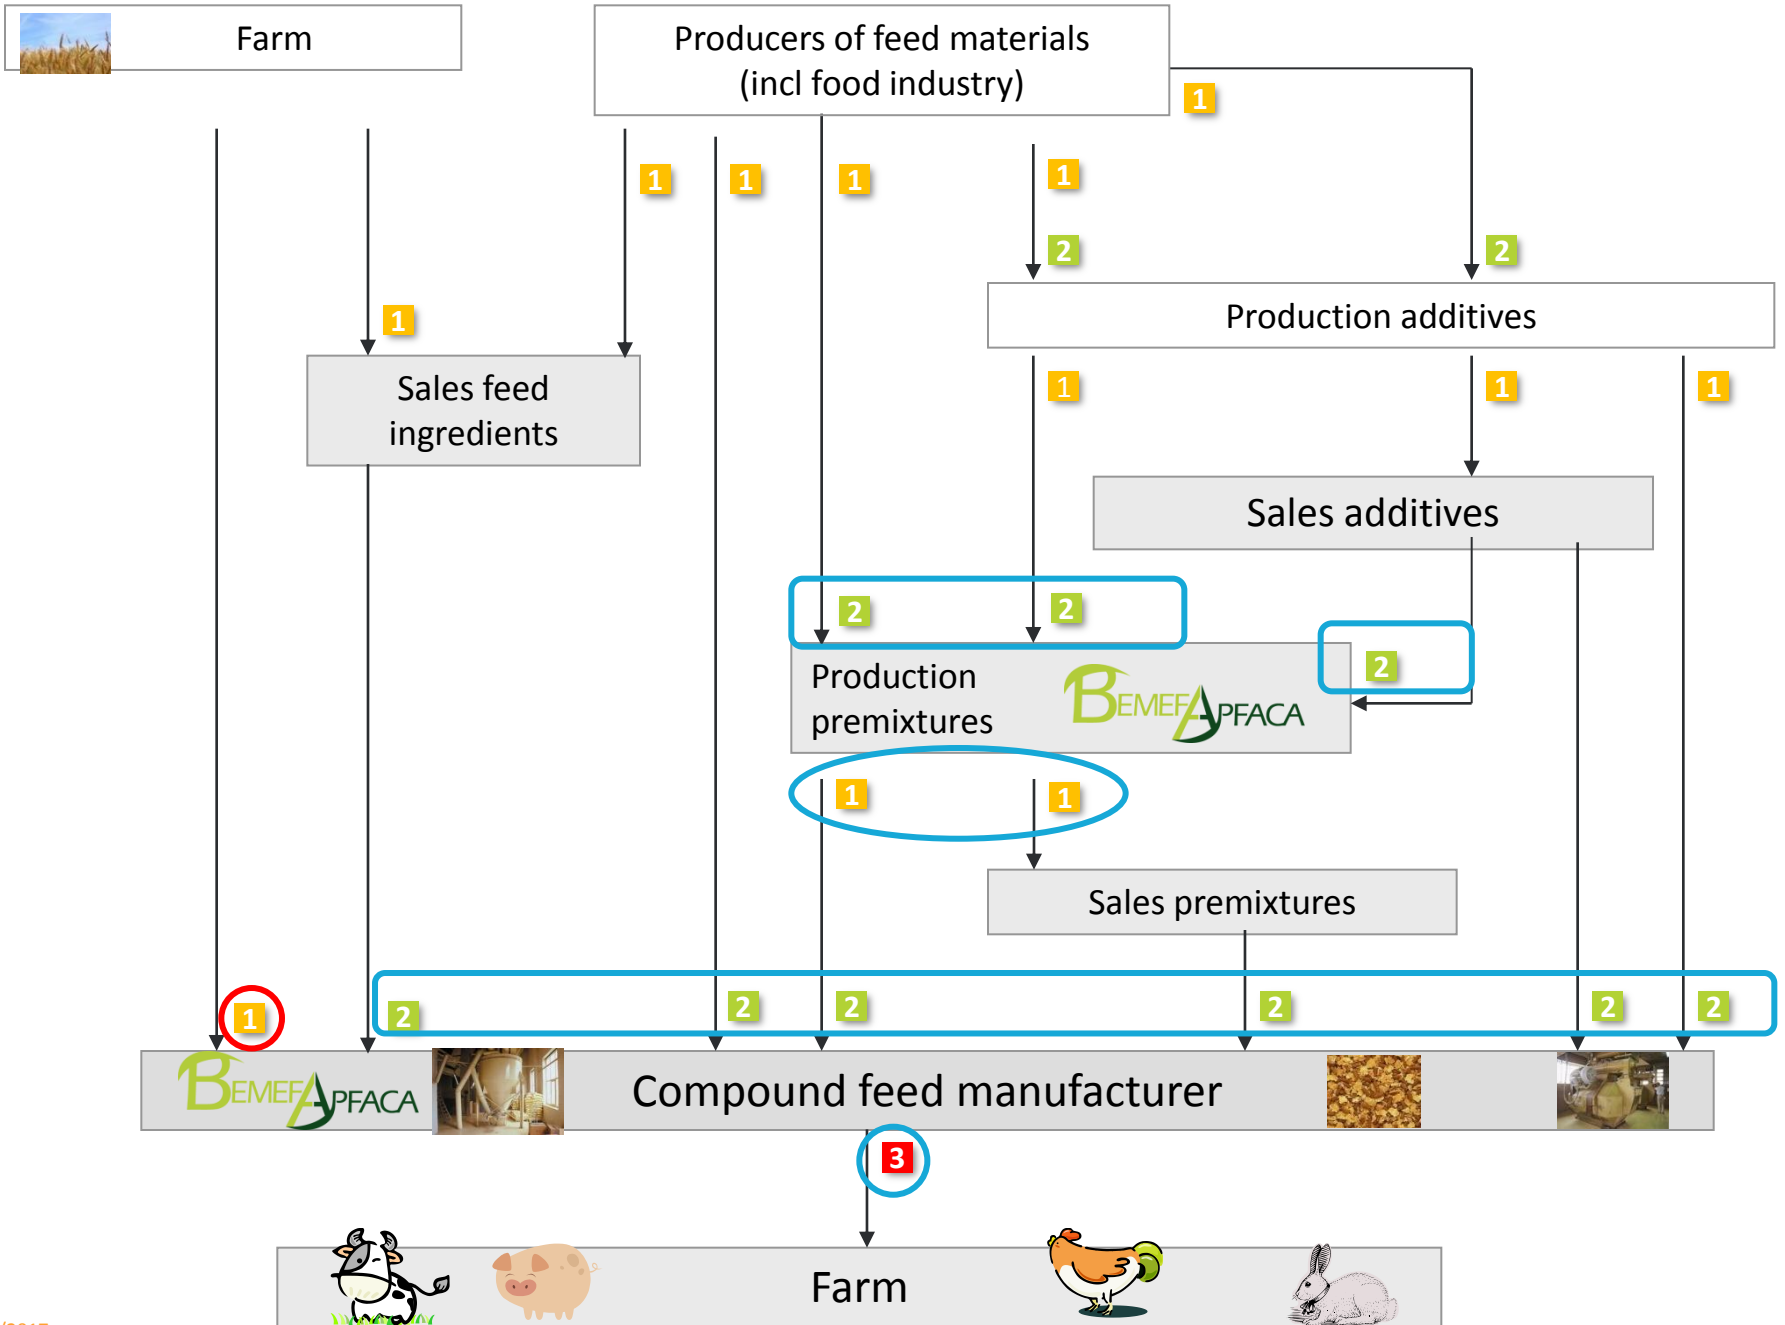 Farm
Producers of feed materials
(incl food industry)
1
1
1
1
1
2
2
1
Production additives
Sales feed
ingredients
1
1
1
Sales additives
2
2
2
Production
premixtures
BEMEFA APFACA
1
1
Sales premixtures
1
2
2
2
2
2
2
BEMEFA APFACA
Compound feed manufacturer
3
Farm